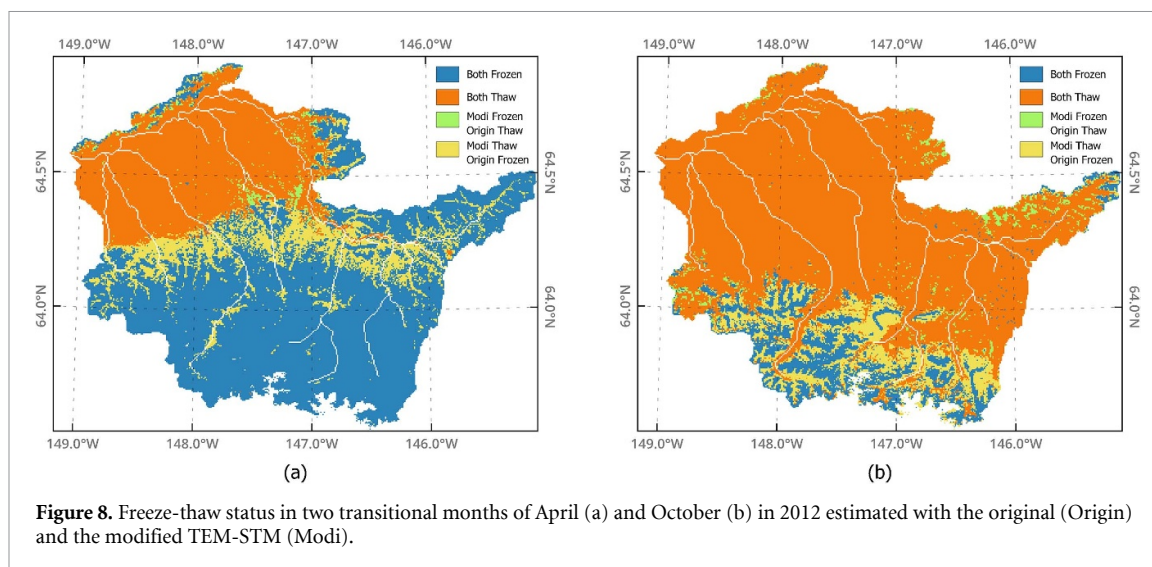 149.0°W 148.0°W 147.0°W 146.0°W
Both Frozen
Both Thaw
Modi Frozen
Origin Thaw
Modi Thaw
Origin Frozen
64.5°N
64.0°N
64.0°N
149.0°W 148.0°W 147.0°W 146.0°W
(a)
149.0°W 148.0°W 147.0°W 146.0°W
Both Frozen
Both Thaw
Modi Frozen
Origin Thaw
Modi Thaw
Origin Frozen
64.5°N
64.5°N
64.0°N
64.0°N
149.0°W 148.0°W 147.0°W 146.0°W
(b)
64.5°N
Figure 8. Freeze-thaw status in two transitional months of April (a) and October (b) in 2012 estimated with the original (Origin)
and the modified TEM-STM (Modi).